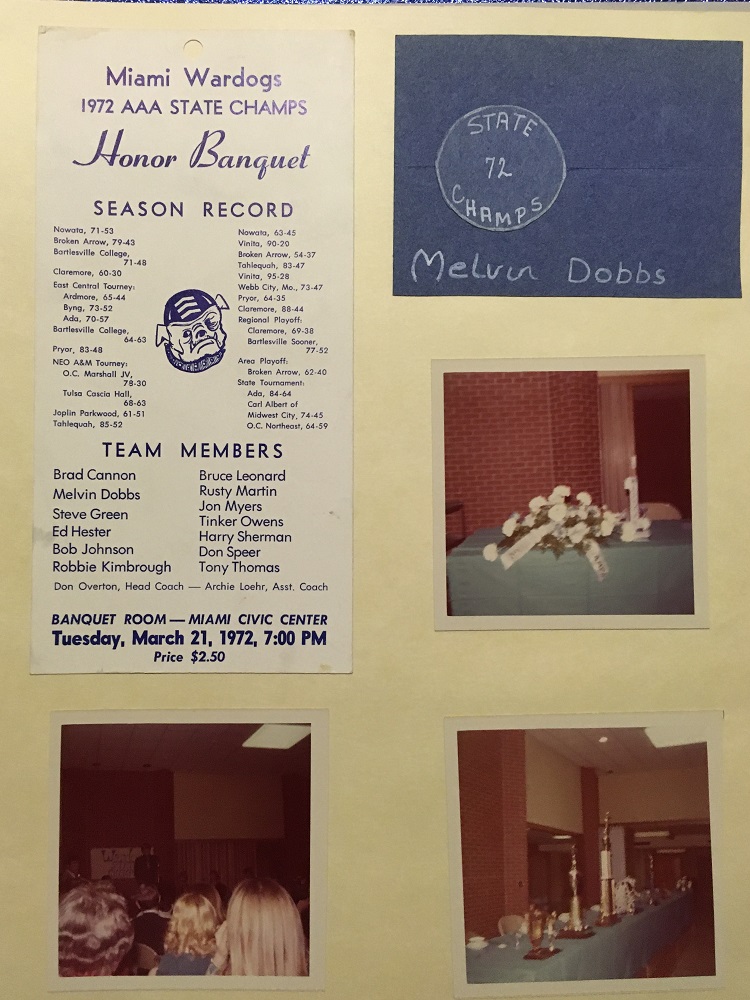 Miami Wardogs
1972 AAA STATE CHAMPS
Honor Banquet
SEASON RECORD
Nowata, 71-53
Broken Arrow, 79-43
Bartlesville College,
71-48
Claremore, 60-30
East Central Tourney:
Ardmore, 65-44
Byng, 73-52
Ada, 70-57
Bartlesville College,
64-63
Pryor, 83-48
NEO A&M Tourney:
O.C. Marshall JV,
78-30
Tulsa Cascia Hall,
68-63
Joplin Parkwood, 61-51
Tahlequah, 85-52
Nowata, 63-45
Vinita, 90-20
Broken Arrow, 54-37
Tahlequah, 83-47
Vinita, 95-28
Webb City, Mo., 73-47
Pryor, 64-35
Claremore, 88-44
Regional Playoff:
Claremore, 69-38
Bartlesville Sooner,
77-52
Area Playoff:
Broken Arrow, 62-40
State Tournament:
Ada, 84-64
Carl Albert of
Midwest City, 74-45
O.C. Northeast, 64-59
TEAM MEMBERS
Brad Cannon
Melvin Dobbs
Steve Green
Ed Hester
Bob Johnson
Robbie Kimbrough
Bruce Leonard
Rusty Martin
Jon Myers
Tinker Owens
Harry Sherman
Don Speer
Tony Thomas
Don Overton, Head Coach — Archie Loehr, Asst. Coach
BANQUET ROOM — MIAMI CIVIC CENTER
Tuesday, March 21, 1972, 7:00 PM
Price $2.50
STATE
72
CHAMPS
Melvin Dobbs